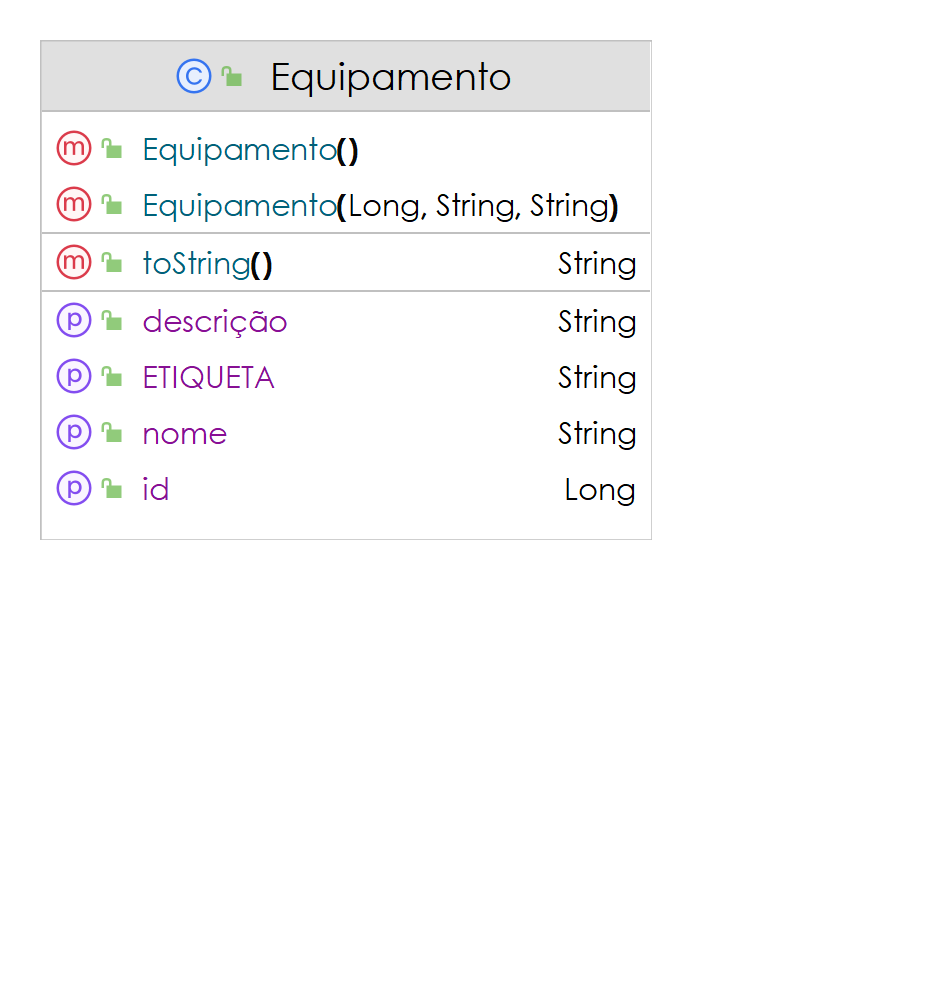 C Equipamento
m Equipamento()
m Equipamento(Long, String, String)
m toString() String
p descrição String
p ETIQUETA String
p nome String
p id Long